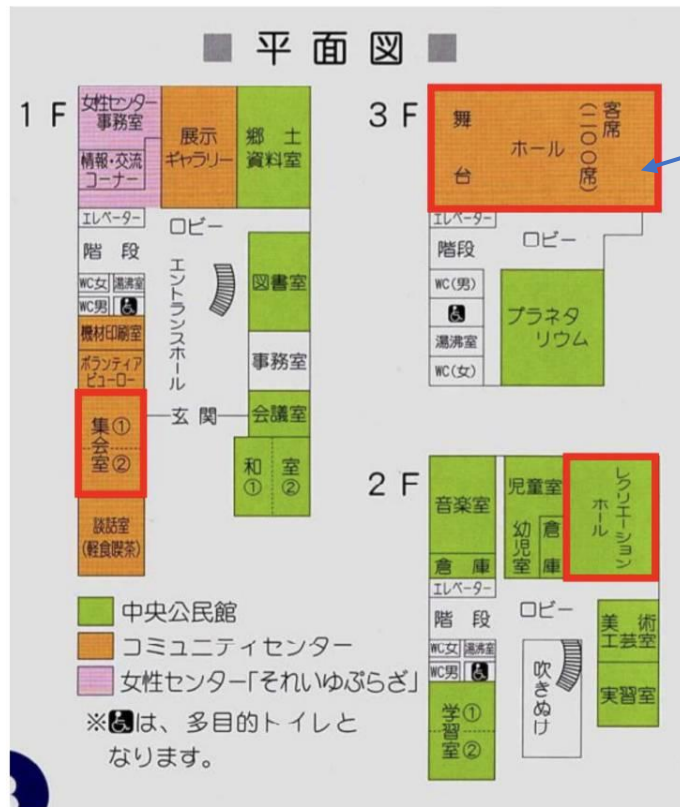 平面図
1F
女性センター
事務室
情報・交流
コーナー
展示
ギャラリー
郷土
資料室
エレベーター
ロビー
階段
WC女
湯沸室
WC男
機材印刷室
ボランティア
ビューロー
集会室
①
②
談話室
(軽食喫茶)
エントランスホール
玄関
図書室
事務室
会議室
和室
①
②
3F
舞台
ホール
客席
(二〇〇席)
エレベーター
階段
ロビー
WC(男)
湯沸室
WC(女)
プラネタ
リウム
2F
音楽室
倉庫
児童室
幼児室
倉庫
レクリエーション
ホール
エレベーター
階段
ロビー
WC女
湯沸室
WC男
学習室
①
②
吹きぬけ
美術
工芸室
実習室
中央公民館
コミュニティセンター
女性センター「それいゆぷらざ」
※は、多目的トイレと
なります。
3